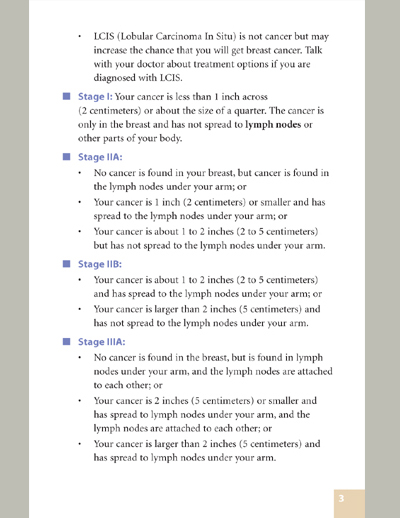 • LCIS (Lobular Carcinoma In Situ) is not cancer but may
increase the chance that you will get breast cancer. Talk
with your doctor about treatment options if you are
diagnosed with LCIS.
■ Stage I: Your cancer is less than 1 inch across
(2 centimeters) or about the size of a quarter. The cancer is
only in the breast and has not spread to lymph nodes or
other parts of your body.
■ Stage IIA:
• No cancer is found in your breast, but cancer is found in
the lymph nodes under your arm; or
• Your cancer is 1 inch (2 centimeters) or smaller and has
spread to the lymph nodes under your arm; or
• Your cancer is about 1 to 2 inches (2 to 5 centimeters)
but has not spread to the lymph nodes under your arm.
■ Stage IIB:
• Your cancer is about 1 to 2 inches (2 to 5 centimeters)
and has spread to the lymph nodes under your arm; or
• Your cancer is larger than 2 inches (5 centimeters) and
has not spread to the lymph nodes under your arm.
■ Stage IIIA:
• No cancer is found in the breast, but is found in lymph
nodes under your arm, and the lymph nodes are attached
to each other; or
• Your cancer is 2 inches (5 centimeters) or smaller and
has spread to lymph nodes under your arm, and the
lymph nodes are attached to each other; or
• Your cancer is larger than 2 inches (5 centimeters) and
has spread to lymph nodes under your arm.
3